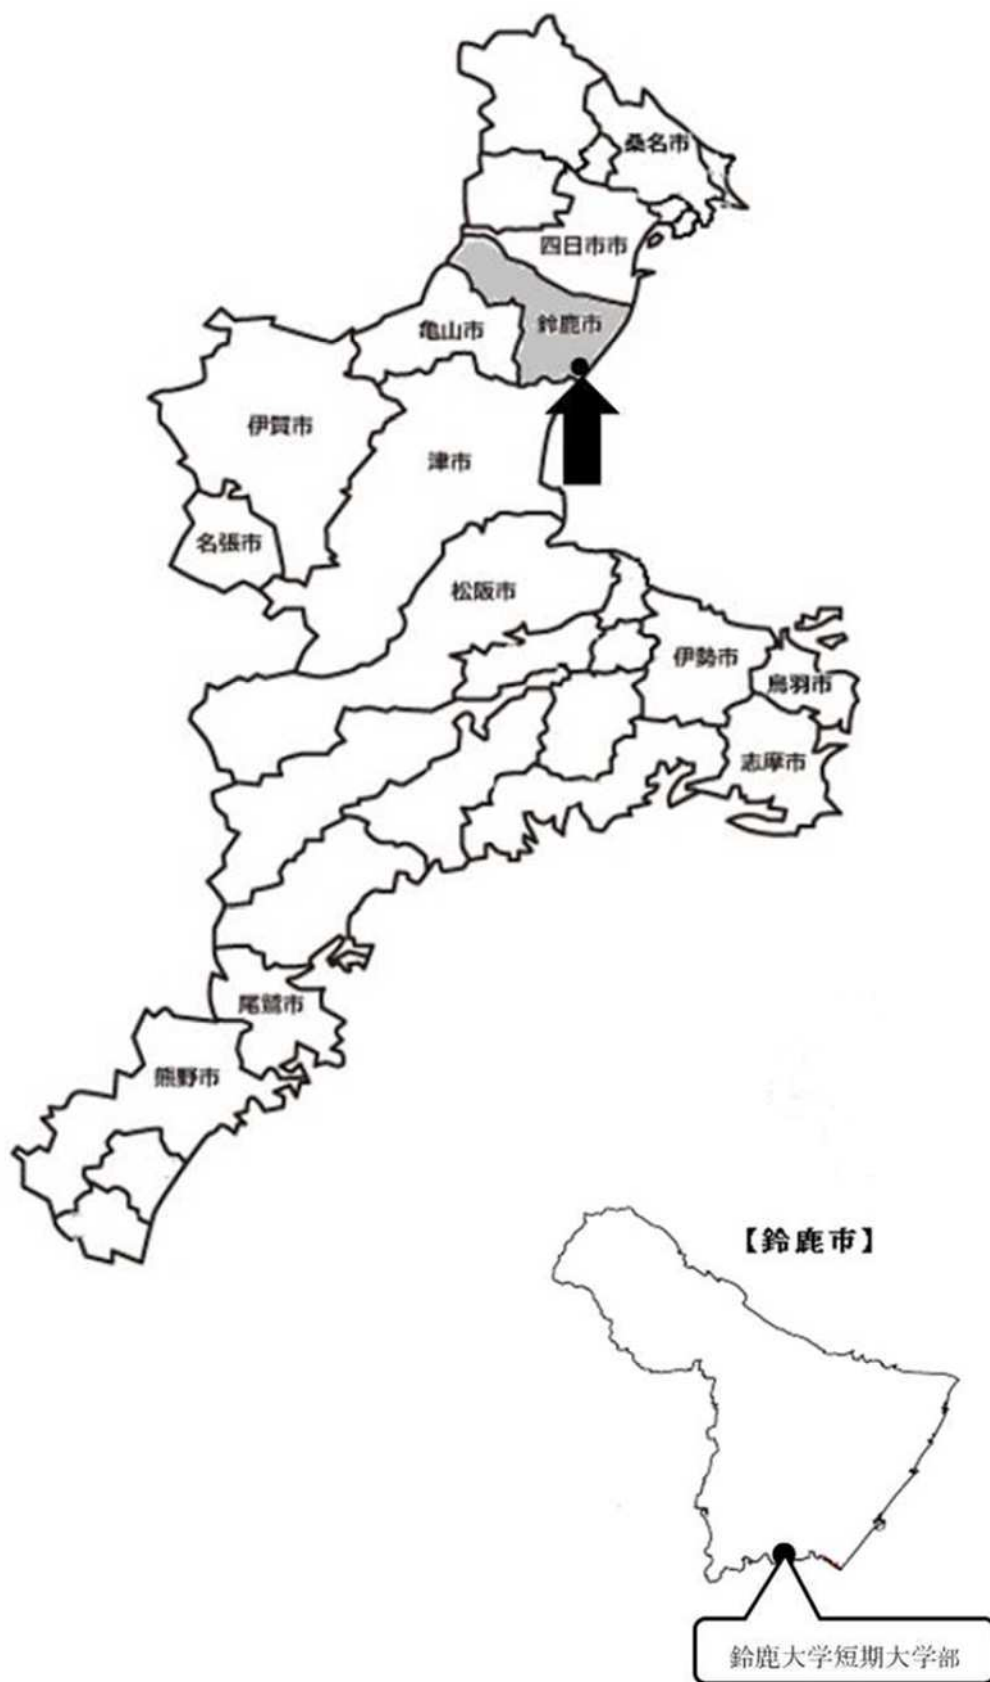 桑名市
四日市市
鈴鹿市
亀山市
伊賀市
津市
名張市
松阪市
伊勢市
鳥羽市
志摩市
尾鷲市
熊野市
【鈴鹿市】
鈴鹿大学短期大学部